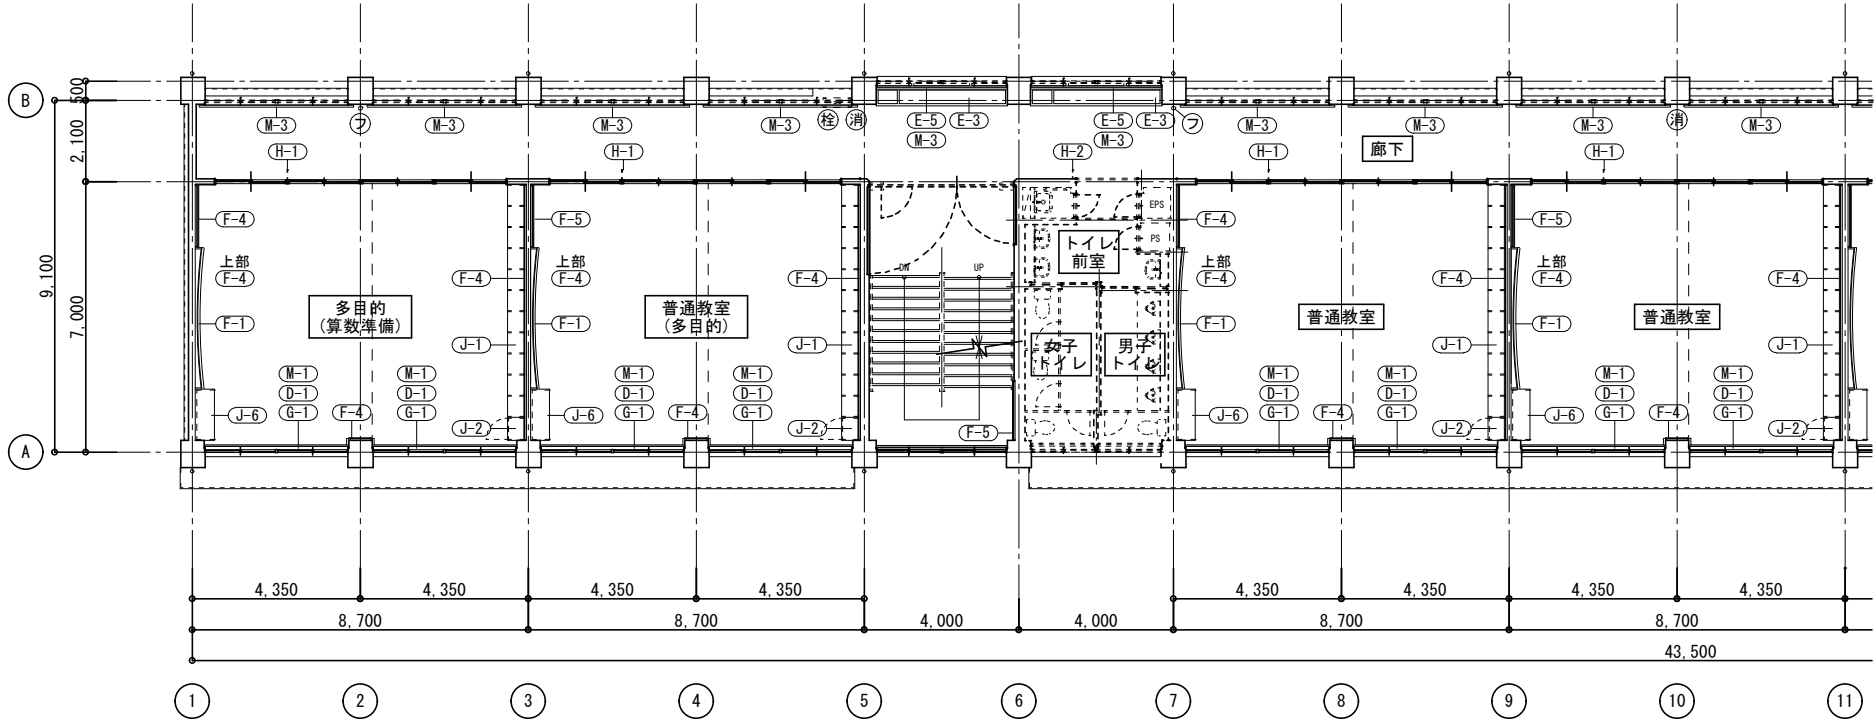 B
500
2,100
9,100
7,000
A
M-3
フ
M-3
M-3
M-3
栓
消
E-5
E-3
M-3
E-5
E-3
M-3
フ
M-3
M-3
M-3
消
M-3
H-1
H-1
H-2
H-1
廊下
H-1
F-4
上部
F-4
F-1
多目的
(算数準備)
F-4
J-1
M-1
D-1
G-1
F-4
M-1
D-1
G-1
J-6
J-2
F-5
上部
F-4
F-1
普通教室
(多目的)
F-4
J-1
M-1
D-1
G-1
F-4
M-1
D-1
G-1
J-6
J-2
DN
UP
F-5
EPS
PS
トイレ
前室
女子
トイレ
男子
トイレ
F-4
上部
F-4
F-1
普通教室
F-4
J-1
M-1
D-1
G-1
F-4
M-1
D-1
G-1
J-6
J-2
F-5
上部
F-4
F-1
普通教室
F-4
J-1
M-1
D-1
G-1
F-4
M-1
D-1
G-1
J-6
J-2
4,350
4,350
4,350
4,350
4,350
4,350
4,350
4,350
8,700
8,700
4,000
4,000
8,700
8,700
43,500
1
2
3
4
5
6
7
8
9
10
11